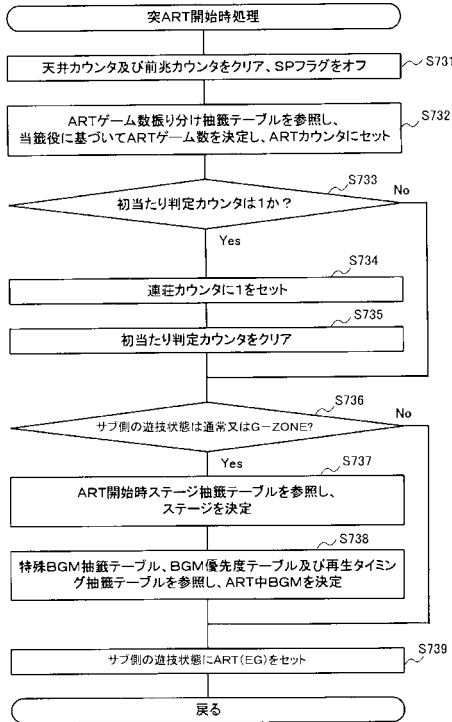 突ART開始時処理
天井カウンタ及び前兆カウンタをクリア、SPフラグをオフ
S731
ARTゲーム数振り分け抽籤テーブルを参照し、
当籤役に基づいてARTゲーム数を決定し、ARTカウンタにセット
S732
S733
初当たり判定カウンタは1か?
No
Yes
S734
連荘カウンタに1をセット
S735
初当たり判定カウンタをクリア
S736
サブ側の遊技状態は通常又はG-ZONE?
No
Yes
S737
ART開始時ステージ抽籤テーブルを参照し、
ステージを決定
S738
特殊BGM抽籤テーブル、BGM優先度テーブル及び再生タイミン
グ抽籤テーブルを参照し、ART中BGMを決定
サブ側の遊技状態にART(EG)をセット
S739
戻る